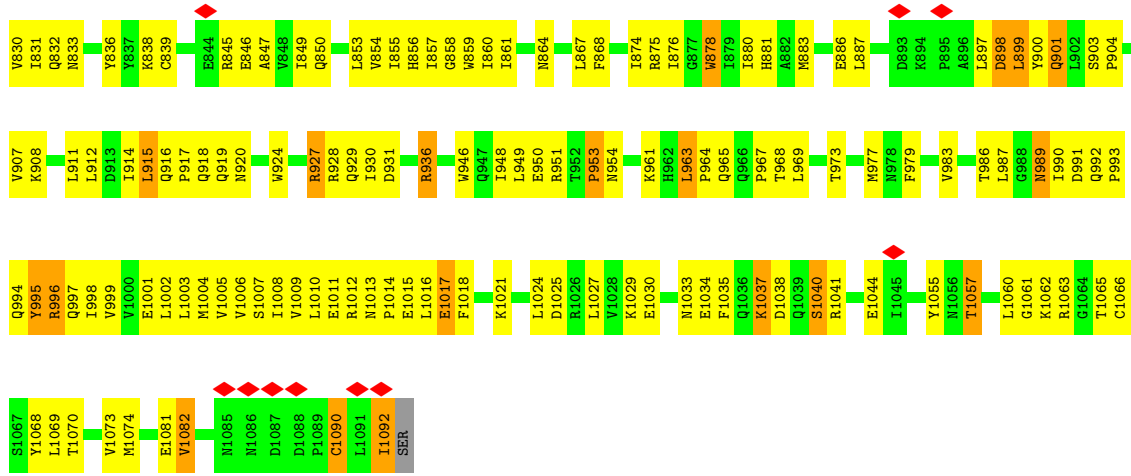 V830 I831 Q832 N833 Y836 Y837 K838 C839 E844 R845 E846 A847 V848 I849 Q850 L853 V854 I855 H856 I857 G858 W859 I860 I861 N864 L867 F868 I874 R875 I876 G877 W878 I879 I880 H881 A882 M883 E886 L887 D893 K894 P895 A896 L897 D898 L899 Y900 Q901 L902 S903 P904
V907 K908 L911 L912 D913 I914 L915 Q916 P917 Q918 Q919 N920 W924 R927 R928 Q929 I930 D931 R936 W946 Q947 I948 L949 E950 R951 T952 P953 N954 K961 H962 L963 P964 Q965 Q966 P967 T968 L969 T973 M977 N978 F979 V983 T986 L987 G988 N989 I990 D991 Q992 P993
Q994 Y995 R996 Q997 I998 V999 V1000 E1001 L1002 L1003 M1004 V1005 V1006 S1007 I1008 V1009 L1010 E1011 R1012 N1013 P1014 E1015 L1016 E1017 F1018 K1021 L1024 D1025 R1026 L1027 V1028 K1029 E1030 N1033 E1034 F1035 Q1036 K1037 D1038 Q1039 S1040 R1041 E1044 I1045 Y1055 N1056 T1057 L1060 G1061 K1062 R1063 G1064 T1065 C1066
S1067 Y1068 L1069 T1070 V1073 M1074 E1081 V1082 N1085 N1086 D1087 D1088 P1089 C1090 L1091 I1092 SER